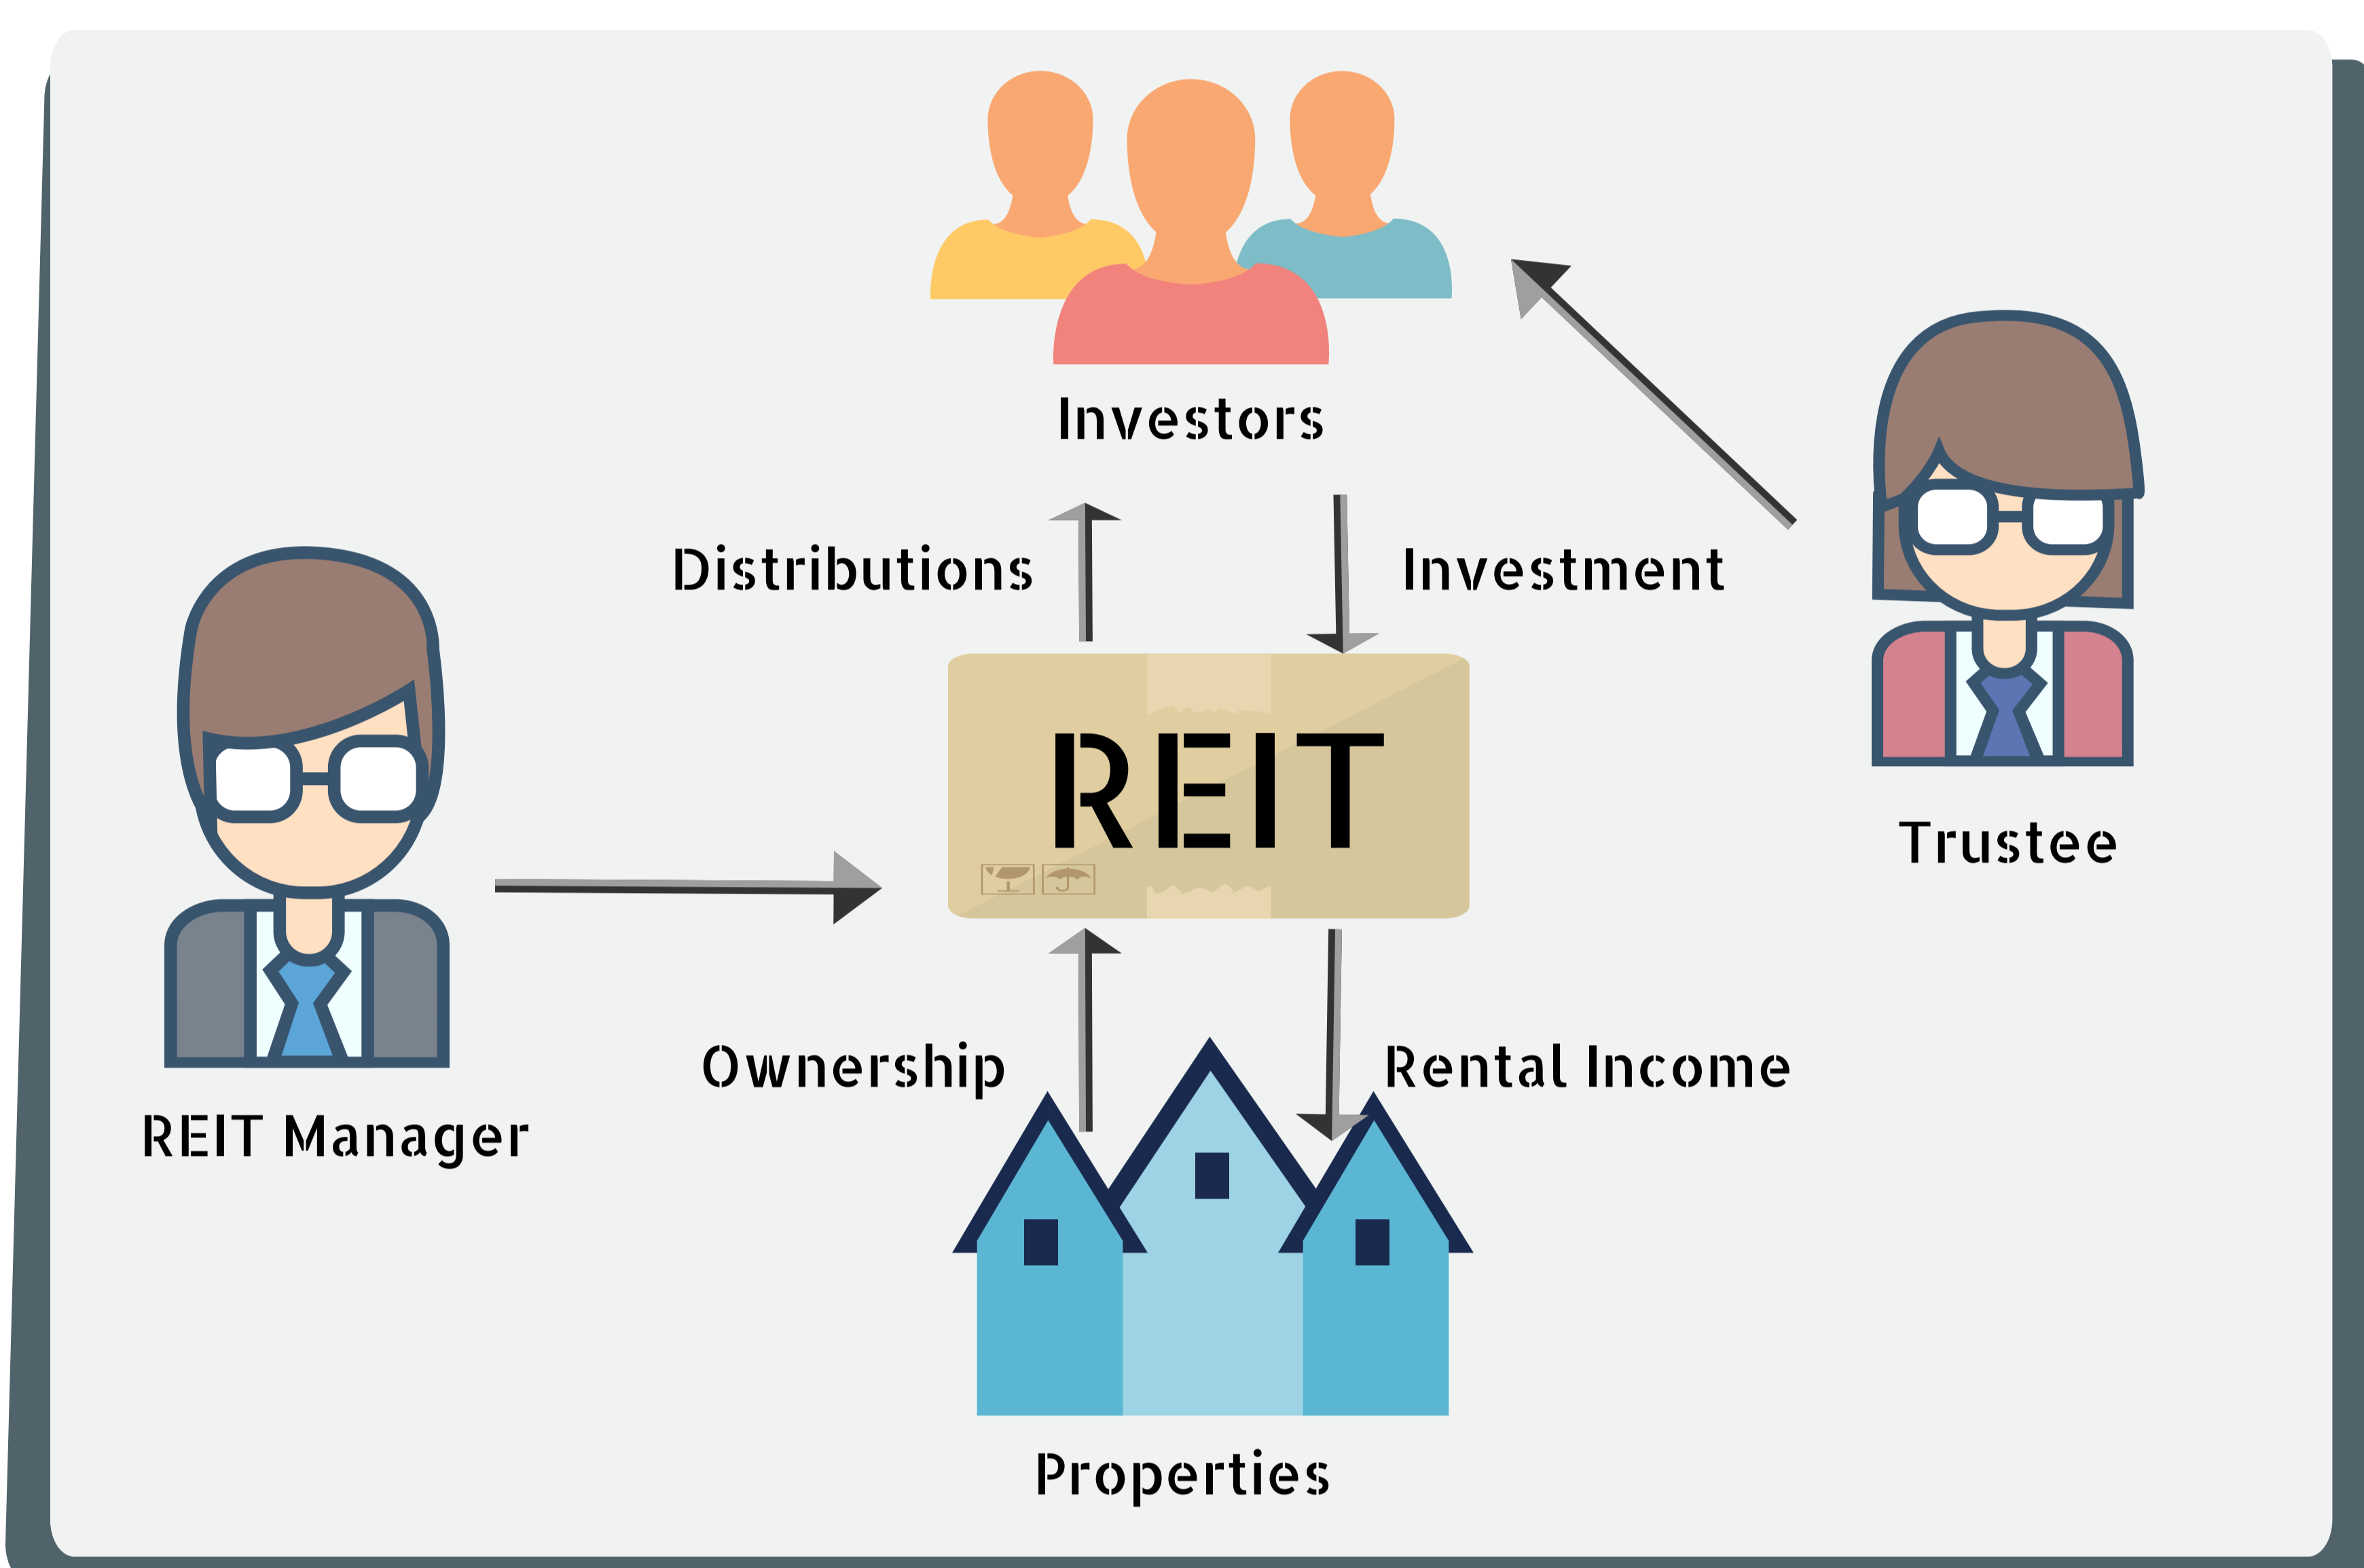 Investors
Distributions
Investment
REIT
Trustee
Ownership
Rental Income
REIT Manager
Properties